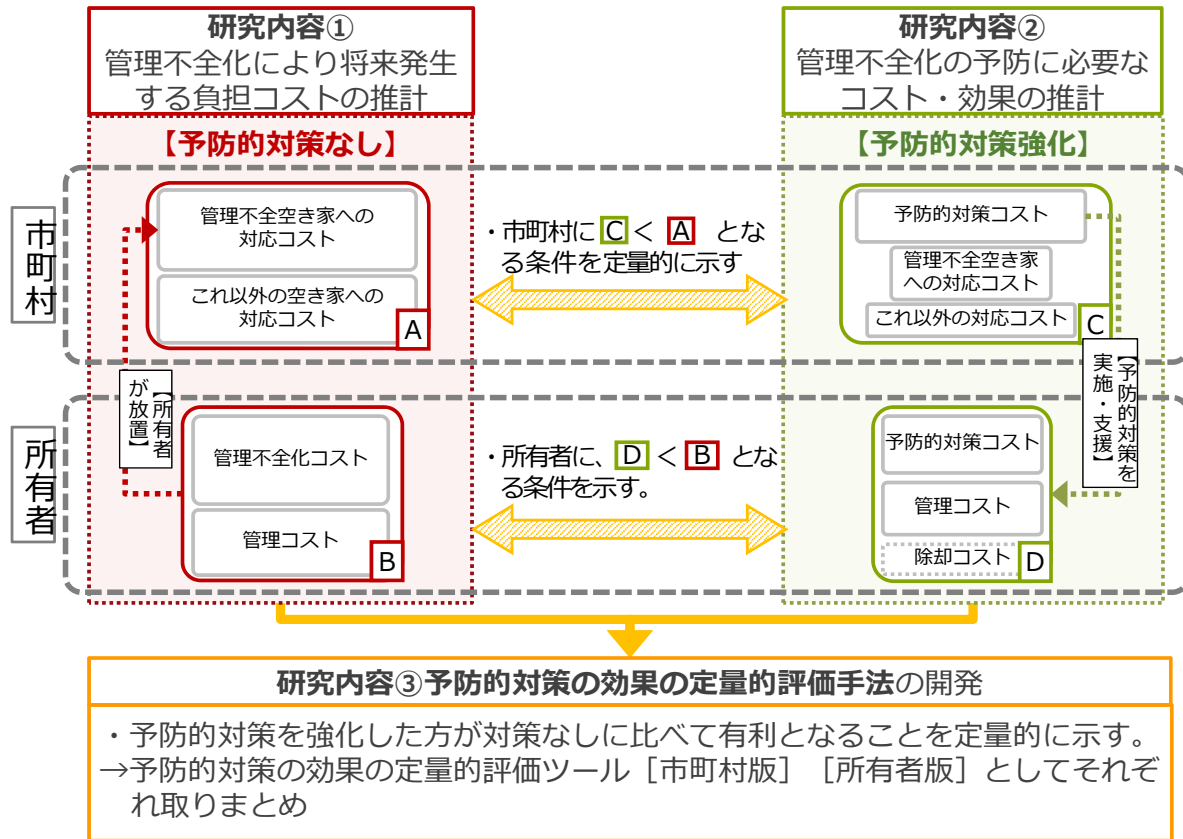 研究内容①
管理不全化により将来発生
する負担コストの推計
研究内容②
管理不全化の予防に必要な
コスト・効果の推計
【予防的対策なし】
【予防的対策強化】
市町村
管理不全空き家への
対応コスト
これ以外の空き家への
対応コスト
A
・市町村に C < A とな
る条件を定量的に示す
予防的対策コスト
管理不全空き家
への対応コスト
これ以外の対応コスト
C
【所有者
が放置】
【予防的対策を
実施・支援】
所有者
管理不全化コスト
管理コスト
B
・所有者に、D < B とな
る条件を示す。
予防的対策コスト
管理コスト
除却コスト
D
研究内容③予防的対策の効果の定量的評価手法の開発
・予防的対策を強化した方が対策なしに比べて有利となることを定量的に示す。
→予防的対策の効果の定量的評価ツール［市町村版］［所有者版］としてそれぞ
れ取りまとめ